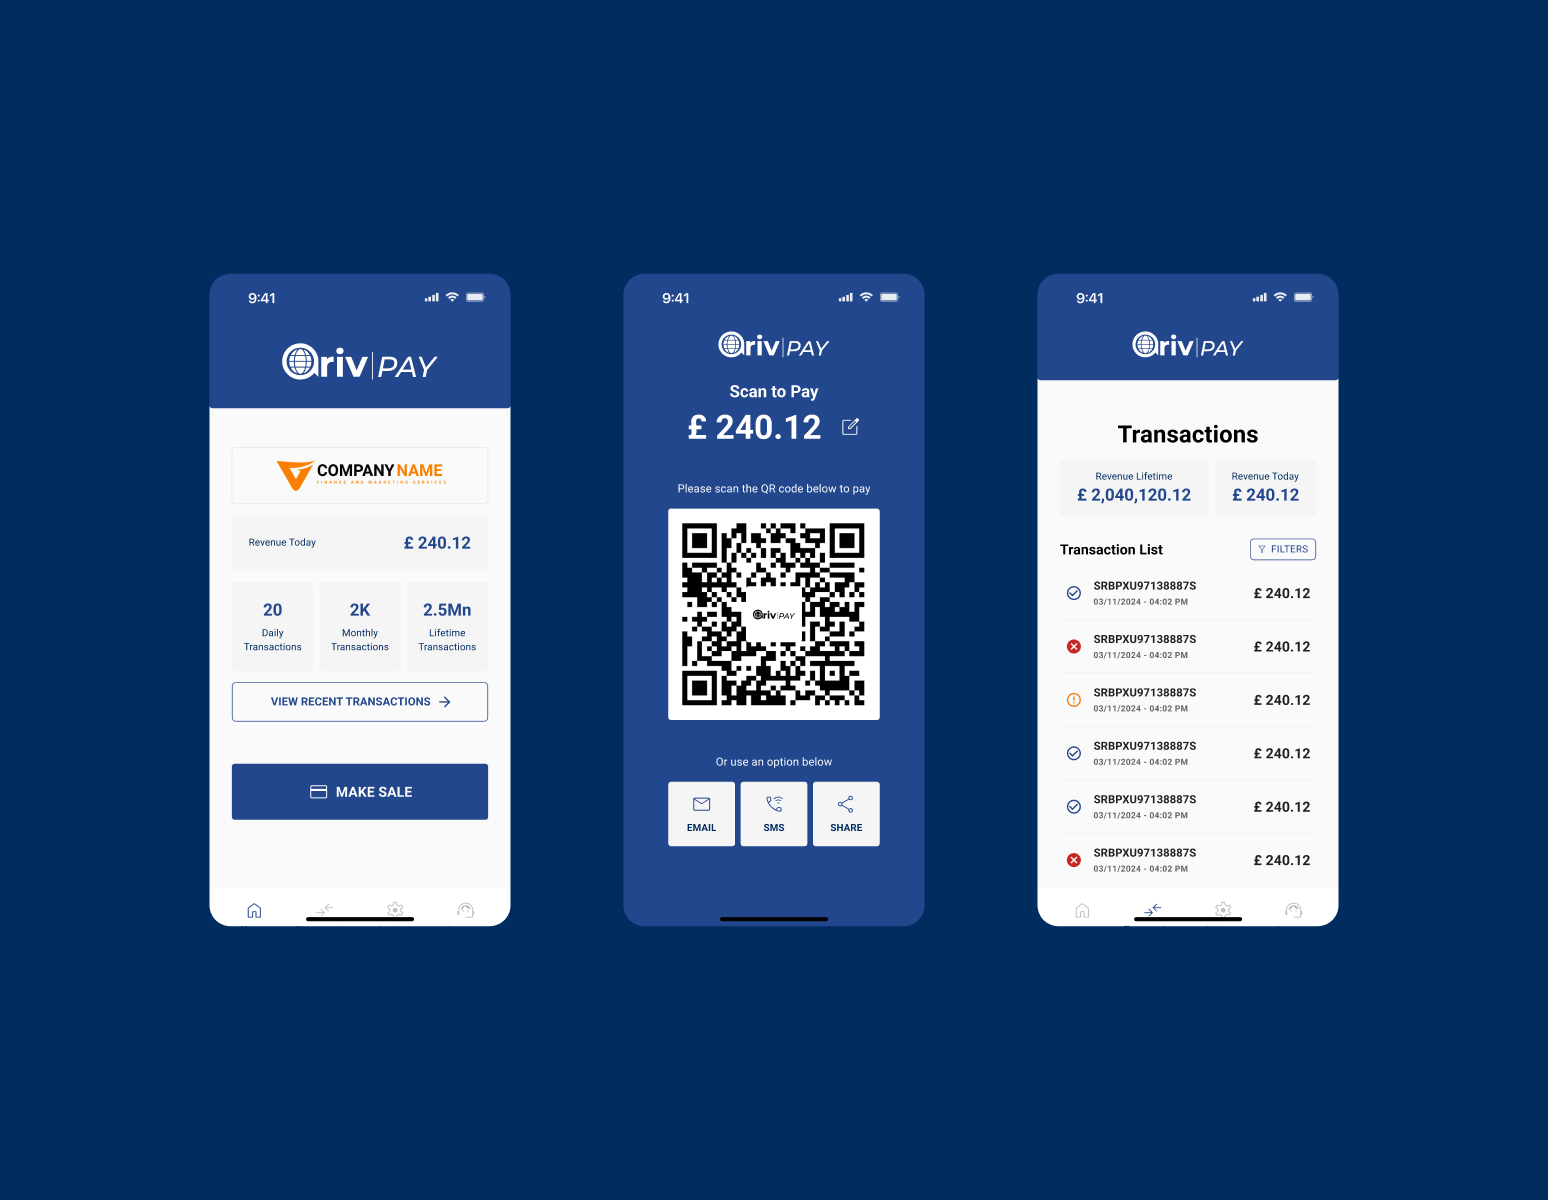 9:41
ariv|PAY
COMPANY NAME
FINANCE AND MARKETING SERVICES
Revenue Today
£ 240.12
20
Daily
Transactions
2K
Monthly
Transactions
2.5Mn
Lifetime
Transactions
VIEW RECENT TRANSACTIONS
MAKE SALE
9:41
ariv|PAY
Scan to Pay
£ 240.12
Please scan the QR code below to pay
ariv|PAY
Or use an option below
EMAIL
SMS
SHARE
9:41
ariv|PAY
Transactions
Revenue Lifetime
£ 2,040,120.12
Revenue Today
£ 240.12
Transaction List
FILTERS
SRBPXU97138887S
03/11/2024 - 04:02 PM
£ 240.12
SRBPXU97138887S
03/11/2024 - 04:02 PM
£ 240.12
SRBPXU97138887S
03/11/2024 - 04:02 PM
£ 240.12
SRBPXU97138887S
03/11/2024 - 04:02 PM
£ 240.12
SRBPXU97138887S
03/11/2024 - 04:02 PM
£ 240.12
SRBPXU97138887S
03/11/2024 - 04:02 PM
£ 240.12